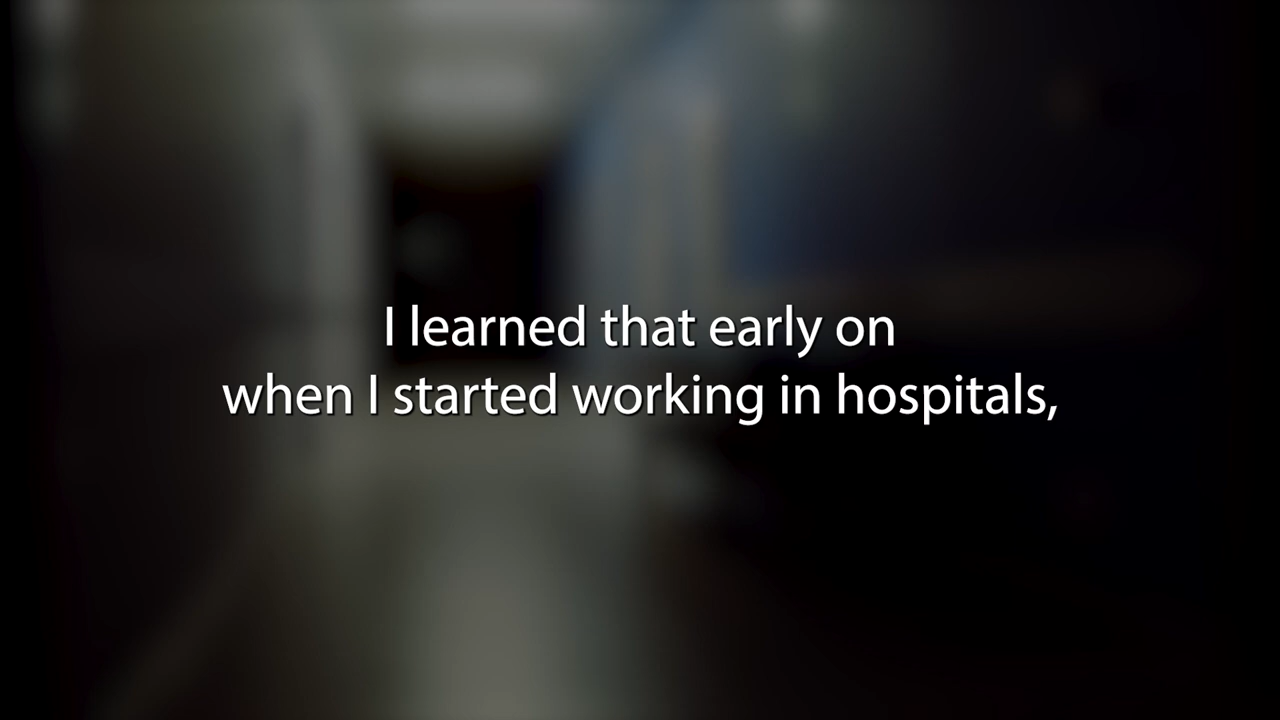 I learned that early on
when I started working in hospitals,